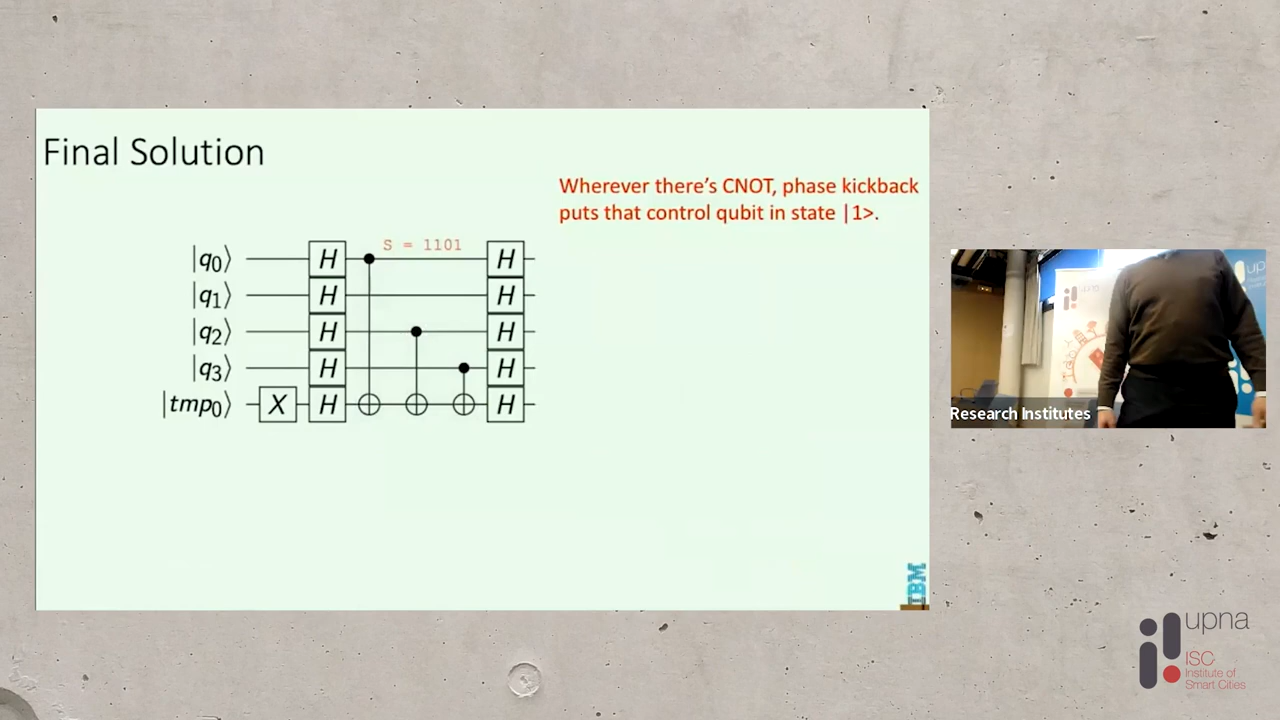 Final Solution
Wherever there's CNOT, phase kickback
puts that control qubit in state |1>.
S = 1101
|q₀⟩ H H
|q₁⟩ H H
|q₂⟩ H H
|q₃⟩ H H
|tmp₀⟩ X H H
IBM
Research Institutes
up
upna
ISC
Institute of
Smart Cities